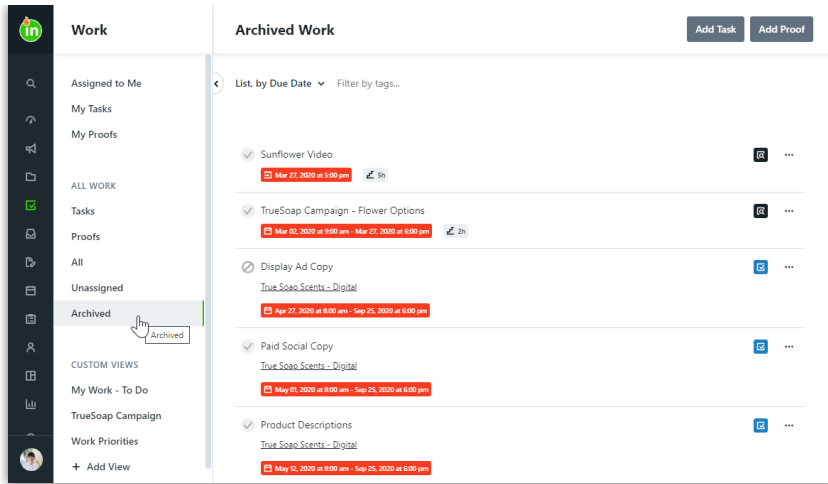 in
Work
Assigned to Me
My Tasks
My Proofs
ALL WORK
Tasks
Proofs
All
Unassigned
Archived
Archived
CUSTOM VIEWS
My Work - To Do
TrueSoap Campaign
Work Priorities
+ Add View
Archived Work
Add Task
Add Proof
List, by Due Date
Filter by tags...
Sunflower Video
Mar 27, 2020 at 5:00 pm
5h
TrueSoap Campaign - Flower Options
Mar 02, 2020 at 9:00 am - Mar 27, 2020 at 6:00 pm
2h
Display Ad Copy
True Soap Scents - Digital
Apr 27, 2020 at 8:00 am - Sep 25, 2020 at 6:00 pm
Paid Social Copy
True Soap Scents - Digital
May 01, 2020 at 8:00 am - Sep 25, 2020 at 6:00 pm
Product Descriptions
True Soap Scents - Digital
May 12, 2020 at 8:00 am - Sep 25, 2020 at 6:00 pm